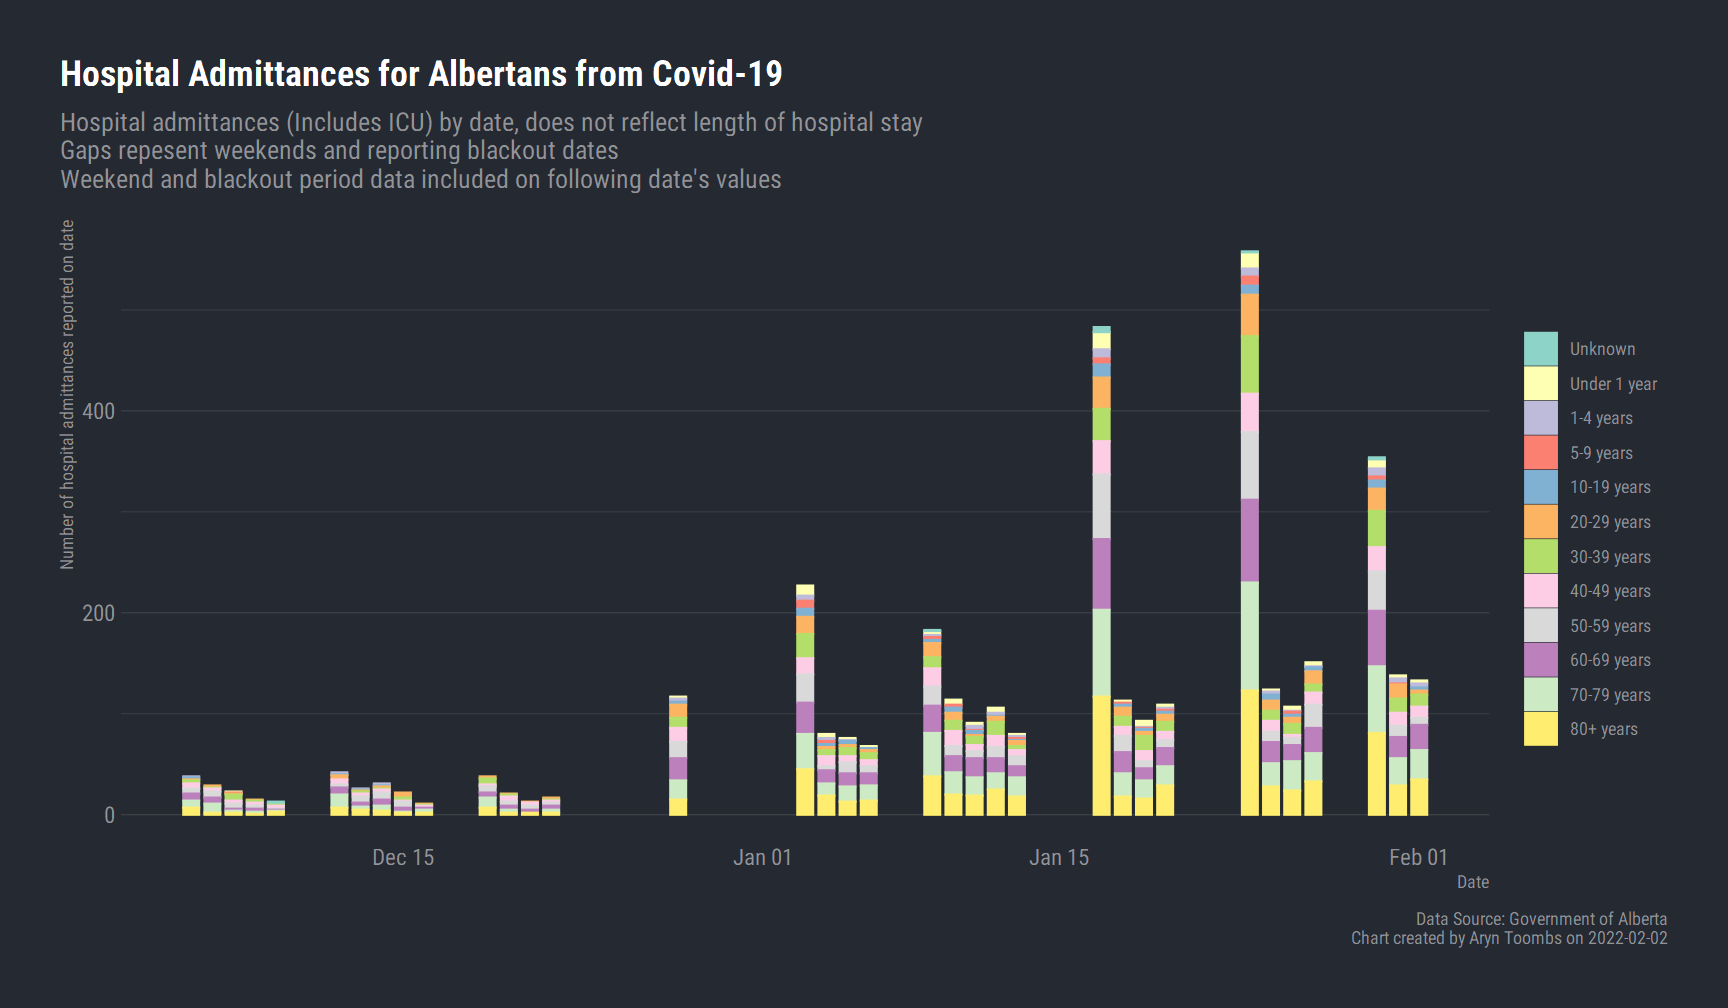 Hospital Admittances for Albertans from Covid-19
Hospital admittances (Includes ICU) by date, does not reflect length of hospital stay
Gaps repesent weekends and reporting blackout dates
Weekend and blackout period data included on following date's values
Number of hospital admittances reported on date
400
200
0
Dec 15
Jan 01
Jan 15
Feb 01
Date
Unknown
Under 1 year
1-4 years
5-9 years
10-19 years
20-29 years
30-39 years
40-49 years
50-59 years
60-69 years
70-79 years
80+ years
Data Source: Government of Alberta
Chart created by Aryn Toombs on 2022-02-02